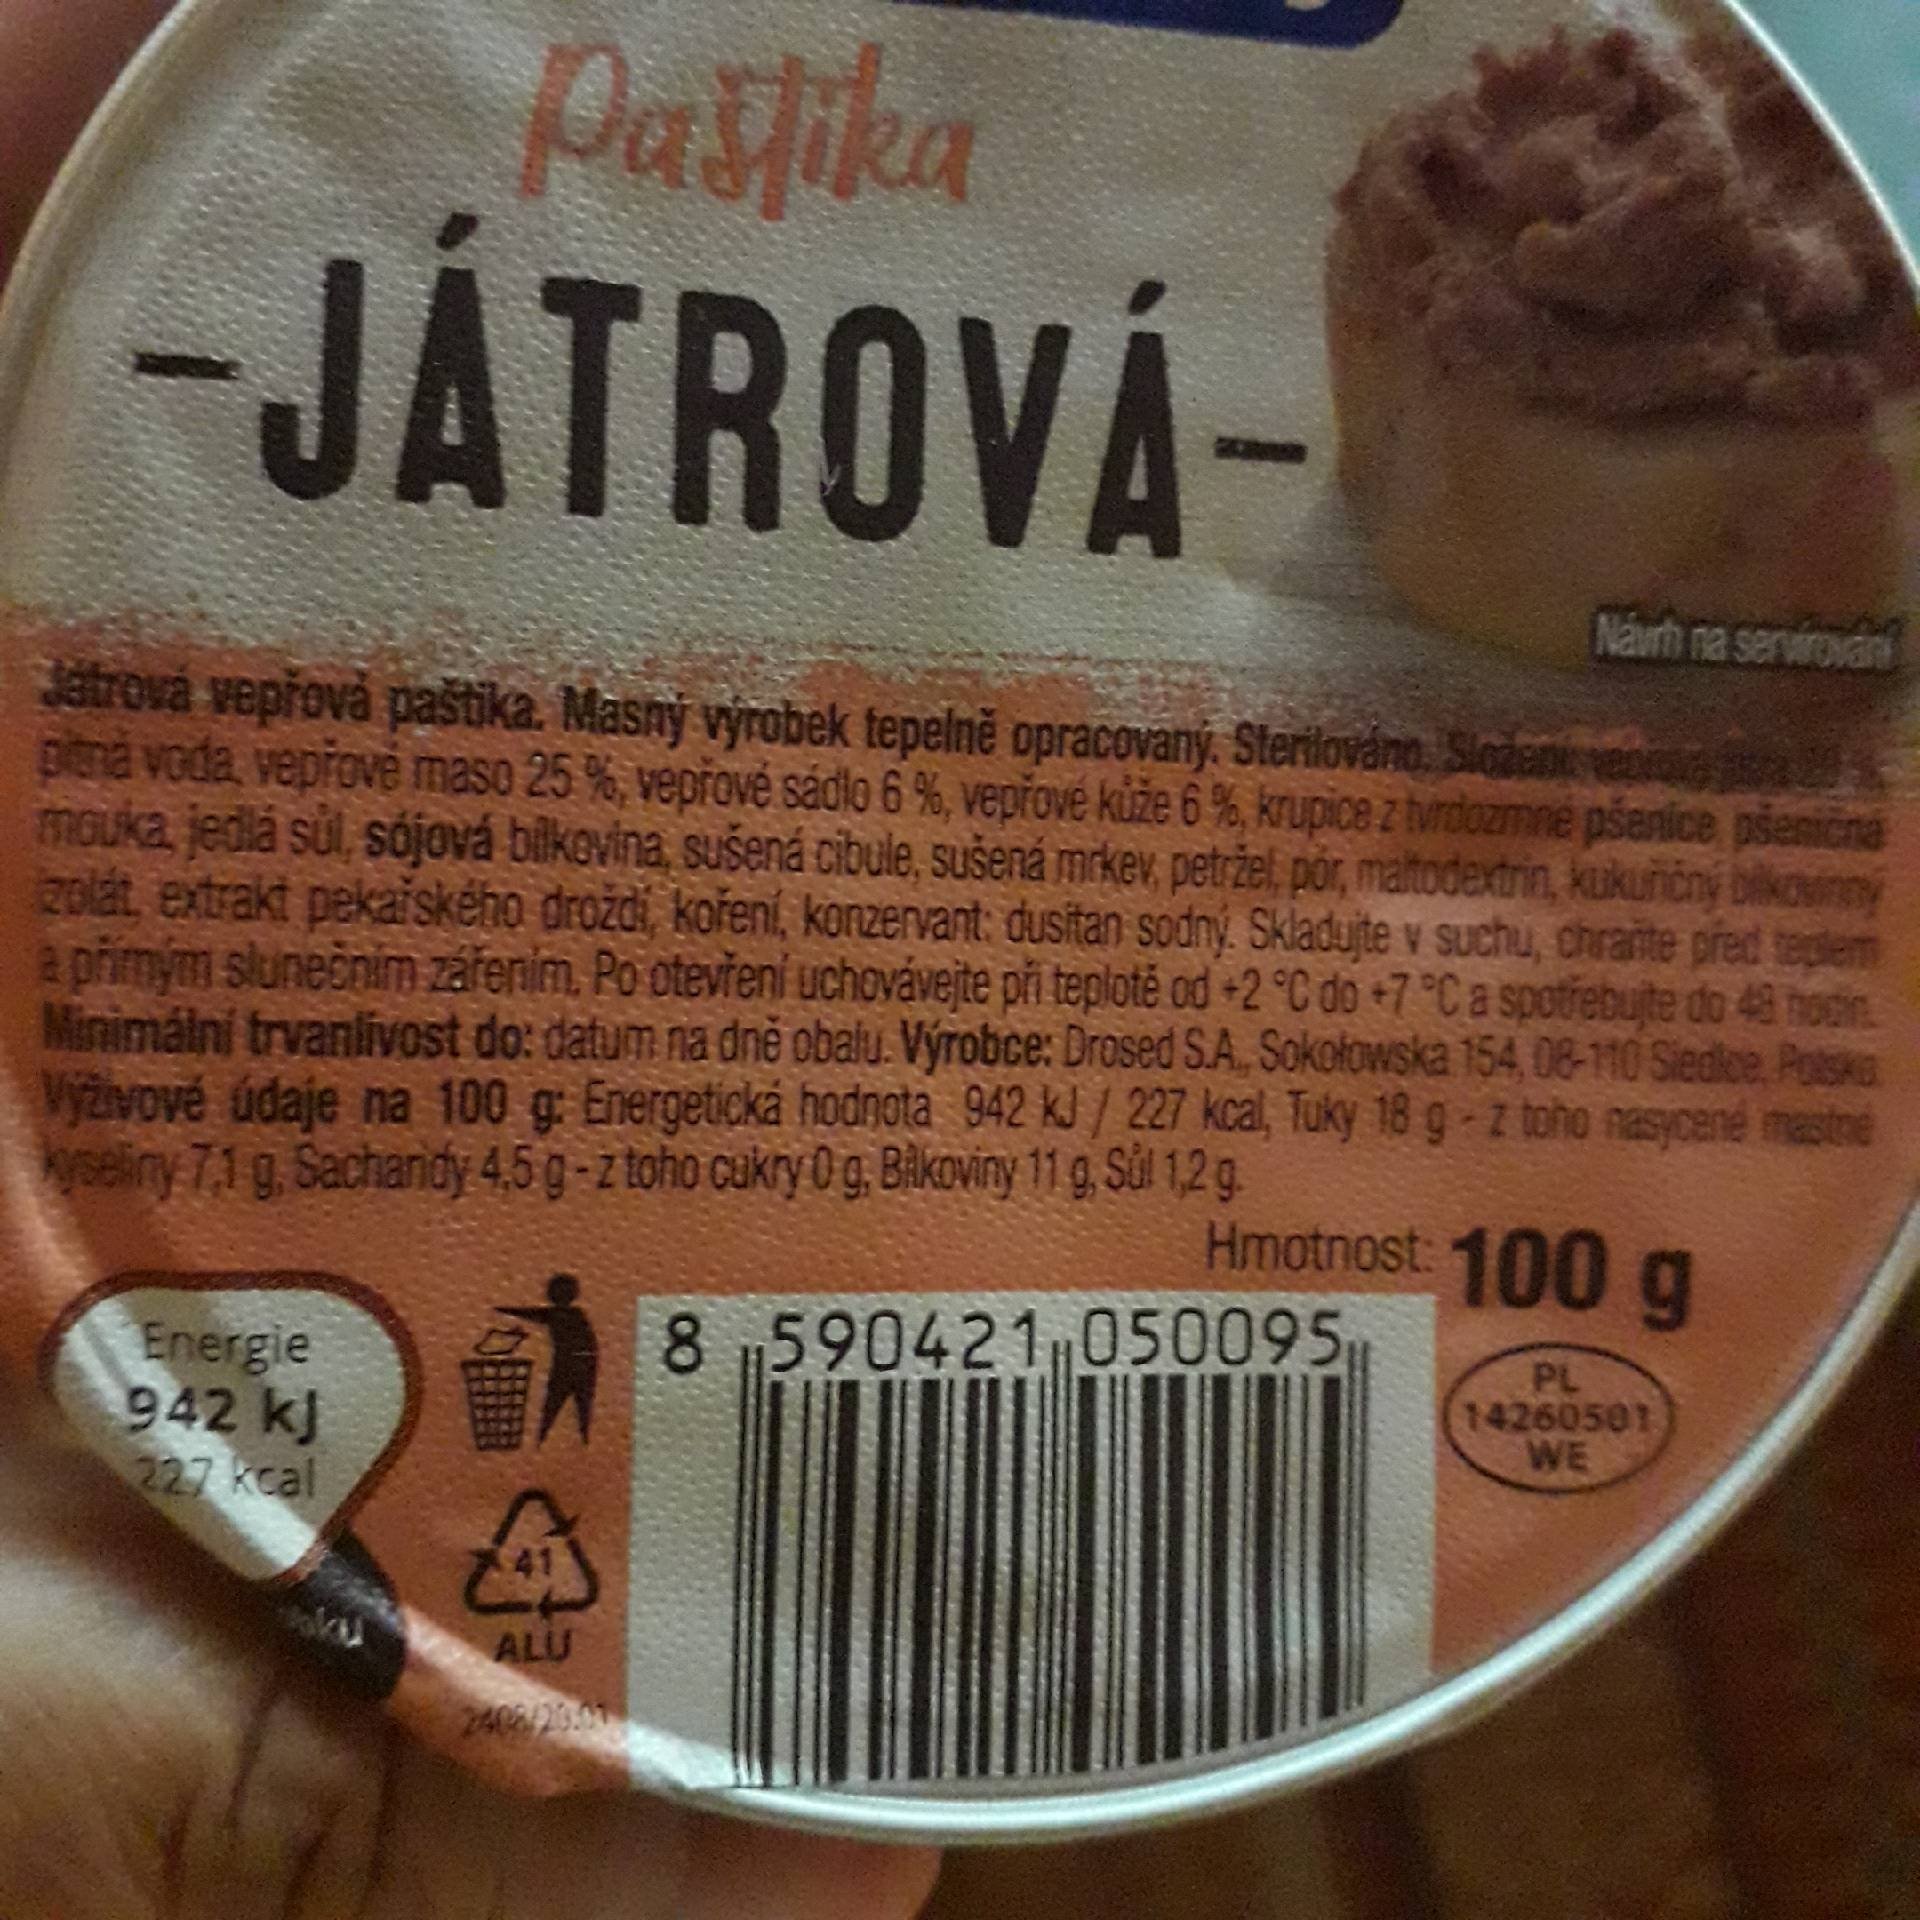 Paštika
-JÁTROVÁ-
Návrh na servírování
Játrová vepřová paštika. Masný výrobek tepelně opracovaný. Sterilováno. Složení:
pitná voda, vepřové maso 25 %, vepřové sádlo 6 %, vepřové kůže 6 %, krupice z tvrdozrnné pšenice, pšeničná
mouka, jedlá sůl, sójová bílkovina, sušená cibule, sušená mrkev, petržel, pór, maltodextrin, kukuřičný bílkovinný
izolát, extrakt pekařského droždí, koření, konzervant: dusitan sodný. Skladujte v suchu, chraňte před teplem
a přímým slunečním zářením. Po otevření uchovávejte při teplotě od +2 °C do +7 °C a spotřebujte do 48 hodin.
Minimální trvanlivost do: datum na dně obalu. Výrobce: Drosed S.A., Sokołowska 154, 08-110 Siedlce, Polsko.
Výživové údaje na 100 g: Energetická hodnota 942 kJ / 227 kcal, Tuky 18 g - z toho nasycené mastné
kyseliny 7,1 g, Sacharidy 4,5 g - z toho cukry 0 g, Bílkoviny 11 g, Sůl 1,2 g.
Hmotnost: 100 g
Energie
942 kJ
227 kcal
41
ALU
8 590421 050095
PL
14260501
WE